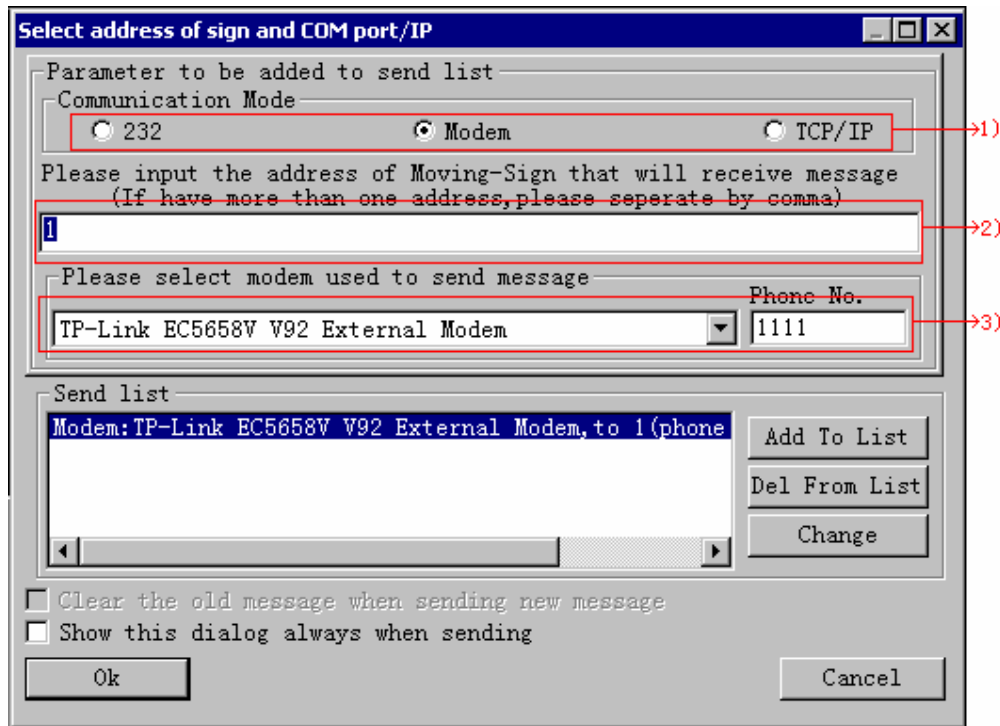 Select address of sign and COM port/IP
Parameter to be added to send list
Communication Mode
232 Modem TCP/IP
1)
Please input the address of Moving-Sign that will receive message
(If have more than one address,please seperate by comma)
1
2)
Please select modem used to send message
Phone No.
TP-Link EC5658V V92 External Modem 1111
3)
Send list
Modem:TP-Link EC5658V V92 External Modem,to 1(phone
Add To List
Del From List
Change
Clear the old message when sending new message
Show this dialog always when sending
Ok Cancel